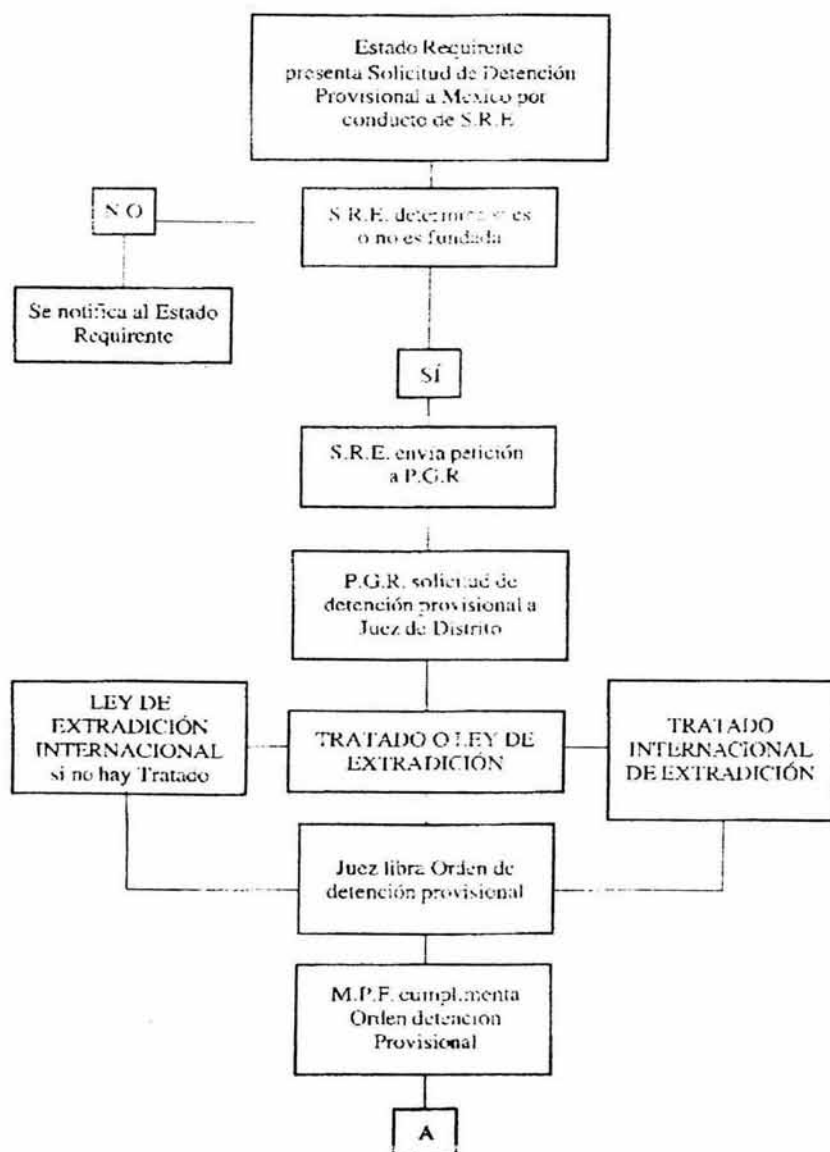 Estado Requirente
presenta Solicitud de Detención
Provisional a Mexico por
conducto de S.R.E
NO
S.R.E. determina si es
o no es fundada
Se notifica al Estado
Requirente
SÍ
S.R.E. envía petición
a P.G.R
P.G.R. solicitud de
detención provisional a
Juez de Distrito
LEY DE
EXTRADICIÓN
INTERNACIONAL
si no hay Tratado
TRATADO O LEY DE
EXTRADICIÓN
TRATADO
INTERNACIONAL
DE EXTRADICIÓN
Juez libra Orden de
detención provisional
M.P.F. cumplimenta
Orden detención
Provisional
A